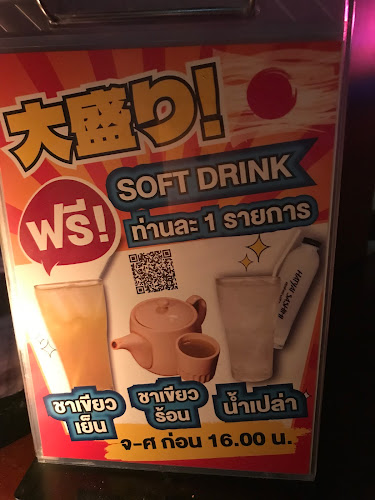 大盛り!
SOFT DRINK
ฟรี!
ท่านละ 1 รายการ
ชาเขียว
เย็น
ชาเขียว
ร้อน
น้ำเปล่า
จ-ศ ก่อน 16.00 น.